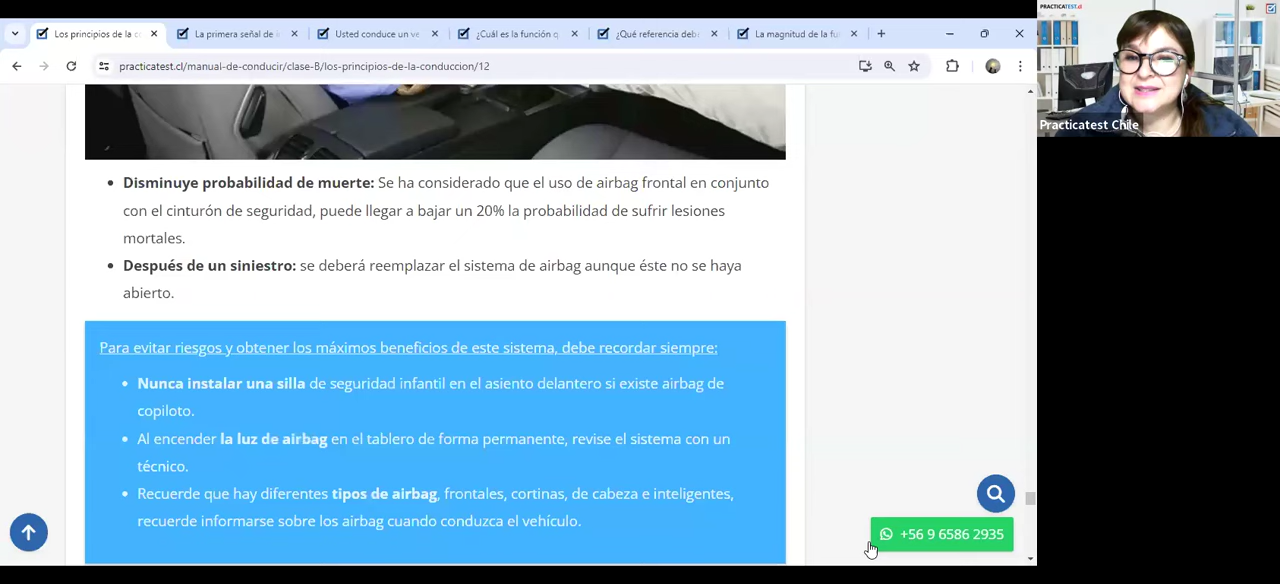 Los principios de la c
La primera señal de i
Usted conduce un ve
¿Cuál es la función q
¿Qué referencia deb
La magnitud de la fu
practicatest.cl/manual-de-conducir/clase-B/los-principios-de-la-conduccion/12
PRACTICATEST.cl
Practicatest Chile
• Disminuye probabilidad de muerte: Se ha considerado que el uso de airbag frontal en conjunto
con el cinturón de seguridad, puede llegar a bajar un 20% la probabilidad de sufrir lesiones
mortales.
• Después de un siniestro: se deberá reemplazar el sistema de airbag aunque éste no se haya
abierto.
Para evitar riesgos y obtener los máximos beneficios de este sistema, debe recordar siempre:
• Nunca instalar una silla de seguridad infantil en el asiento delantero si existe airbag de
copiloto.
• Al encender la luz de airbag en el tablero de forma permanente, revise el sistema con un
técnico.
• Recuerde que hay diferentes tipos de airbag, frontales, cortinas, de cabeza e inteligentes,
recuerde informarse sobre los airbag cuando conduzca el vehículo.
+56 9 6586 2935